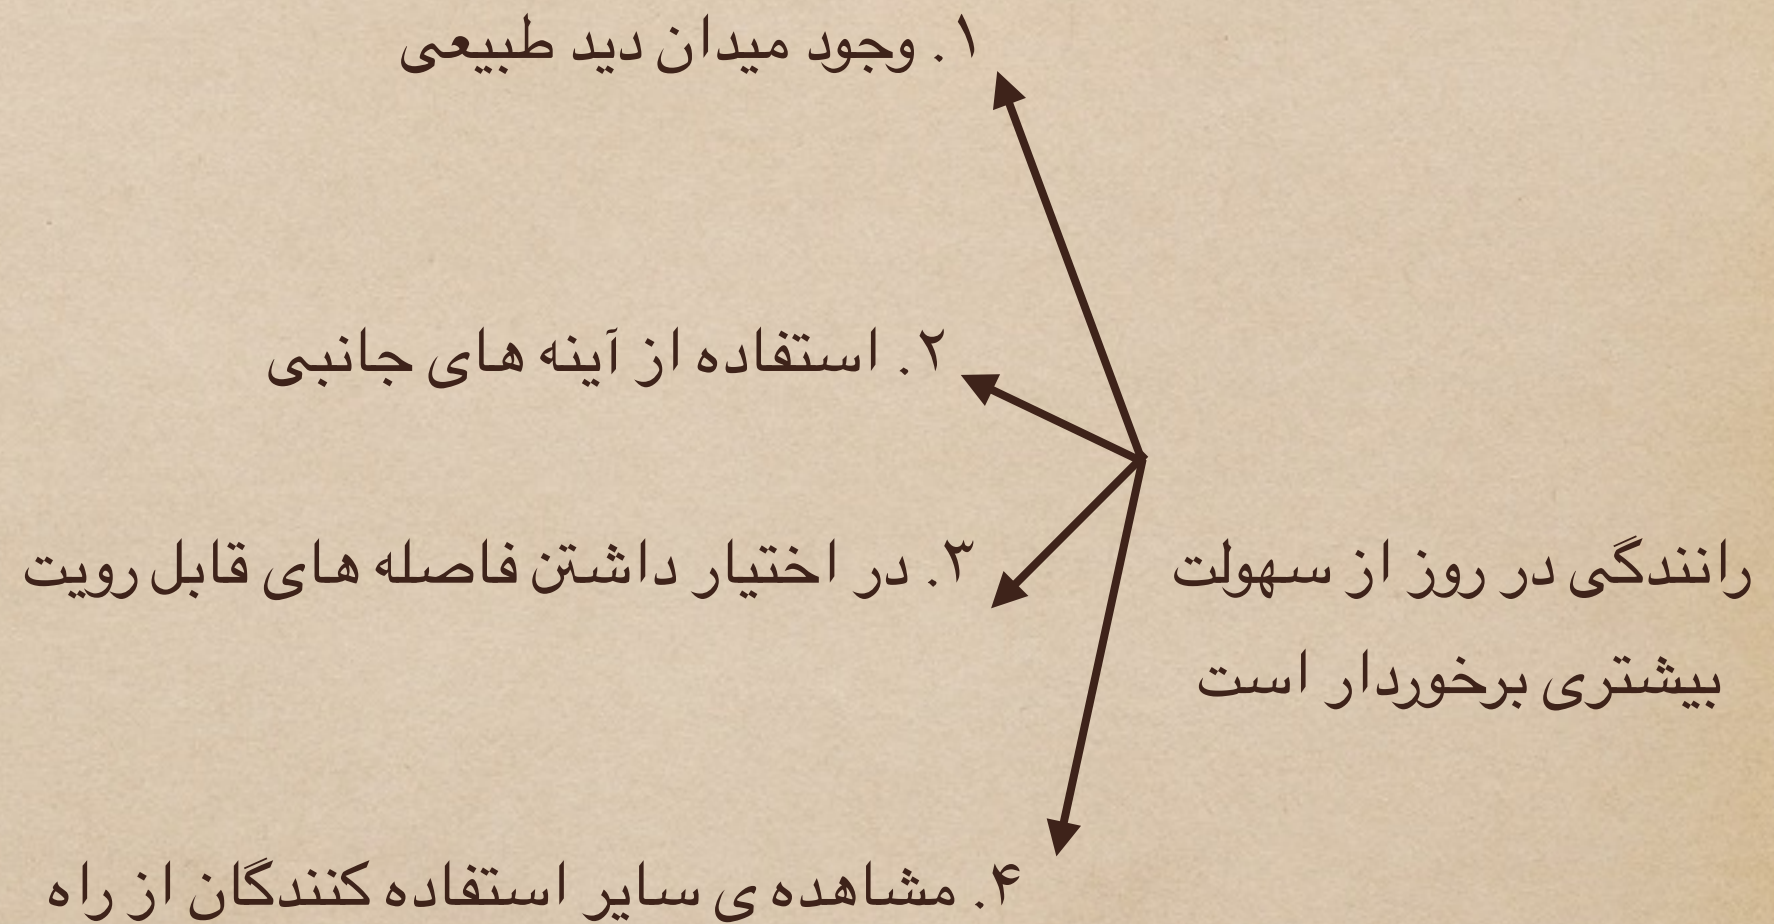 ۱. وجود میدان دید طبیعی
۲. استفاده از آینه های جانبی
۳. در اختیار داشتن فاصله های قابل رویت
رانندگی در روز از سهولت
بیشتری برخوردار است
۴. مشاهده ی سایر استفاده کنندگان از راه